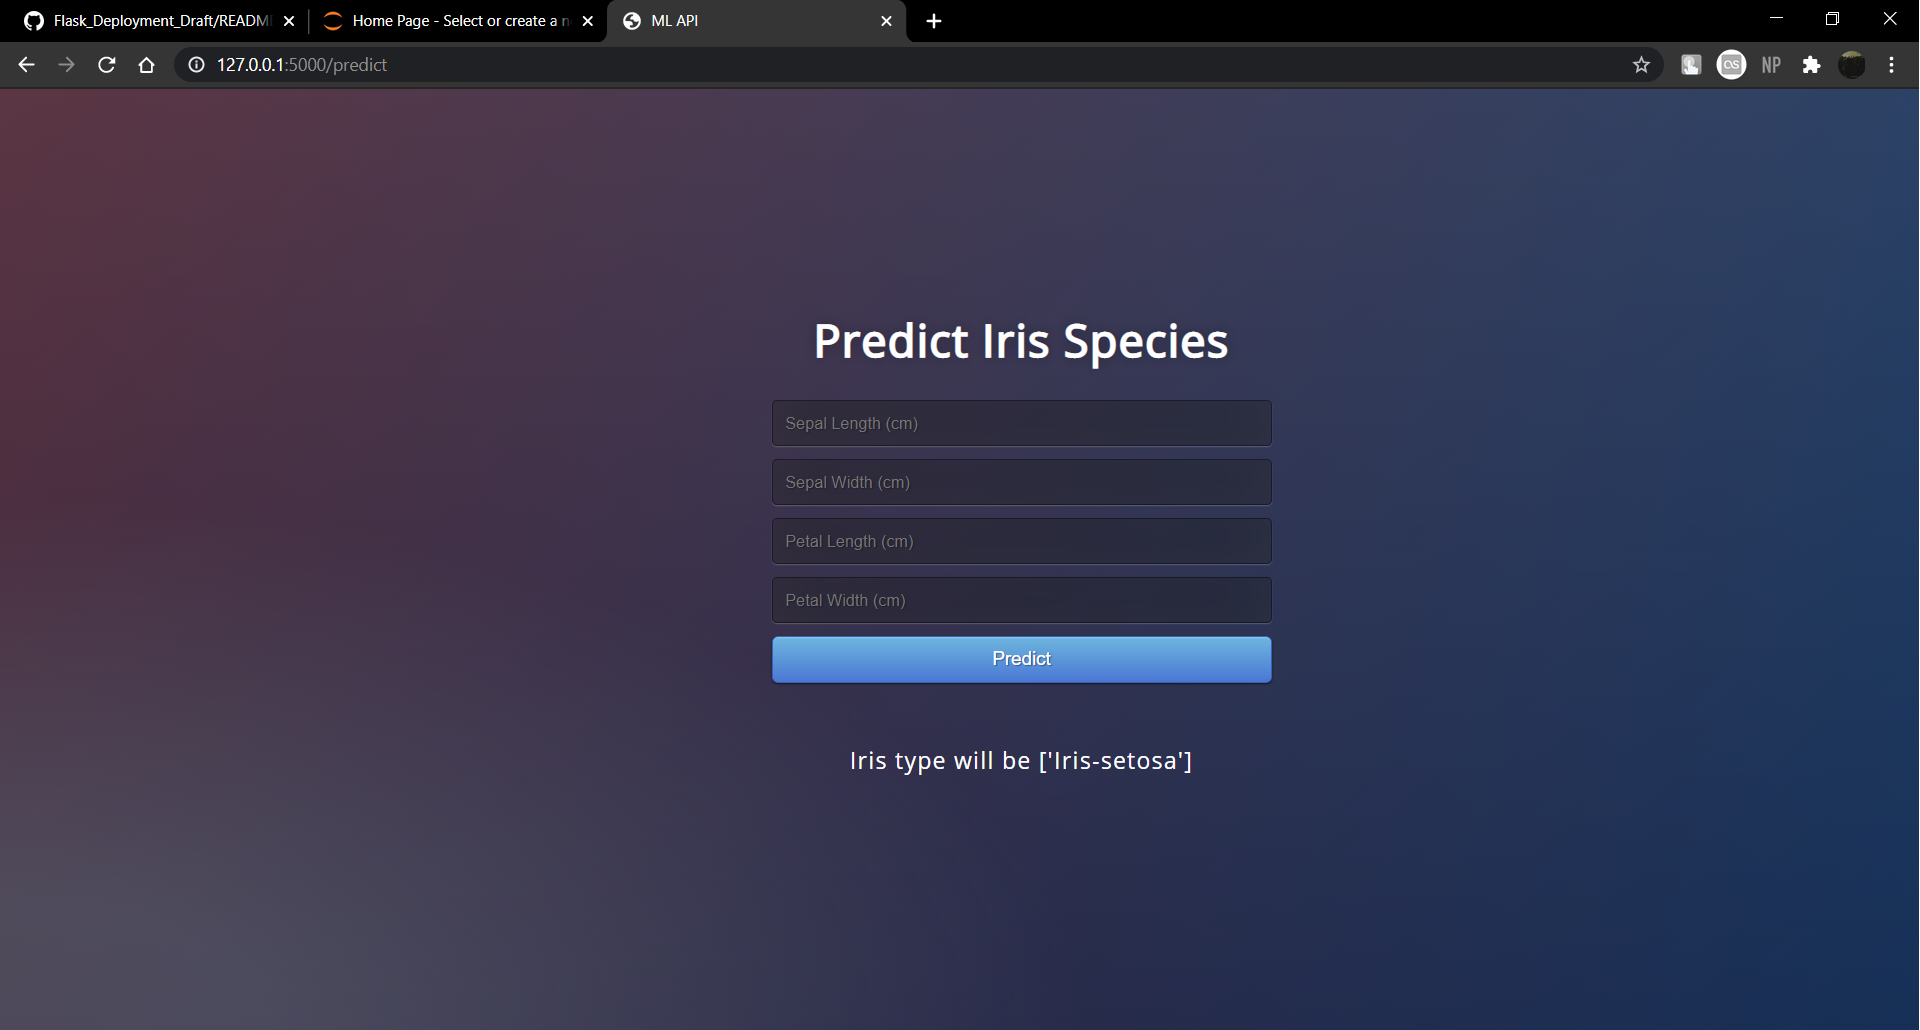 Flask_Deployment_Draft/READM
Home Page - Select or create a n
ML API
127.0.0.1:5000/predict
NP
Predict Iris Species
Sepal Length (cm)
Sepal Width (cm)
Petal Length (cm)
Petal Width (cm)
Predict
Iris type will be ['Iris-setosa']